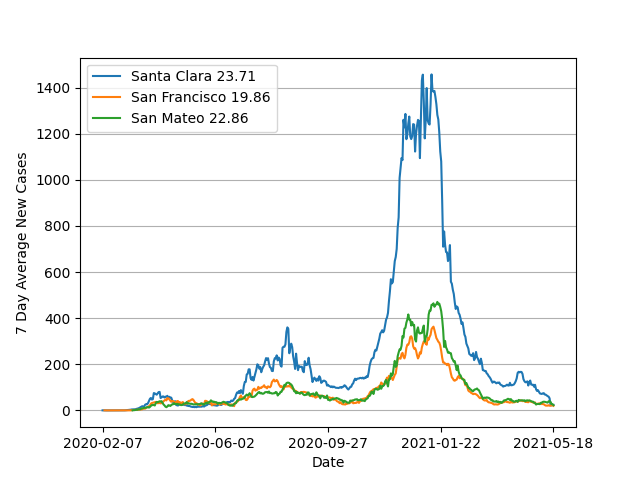 Santa Clara 23.71
San Francisco 19.86
San Mateo 22.86
7 Day Average New Cases
1400
1200
1000
800
600
400
200
0
2020-02-07 2020-06-02 2020-09-27 2021-01-22 2021-05-18
Date